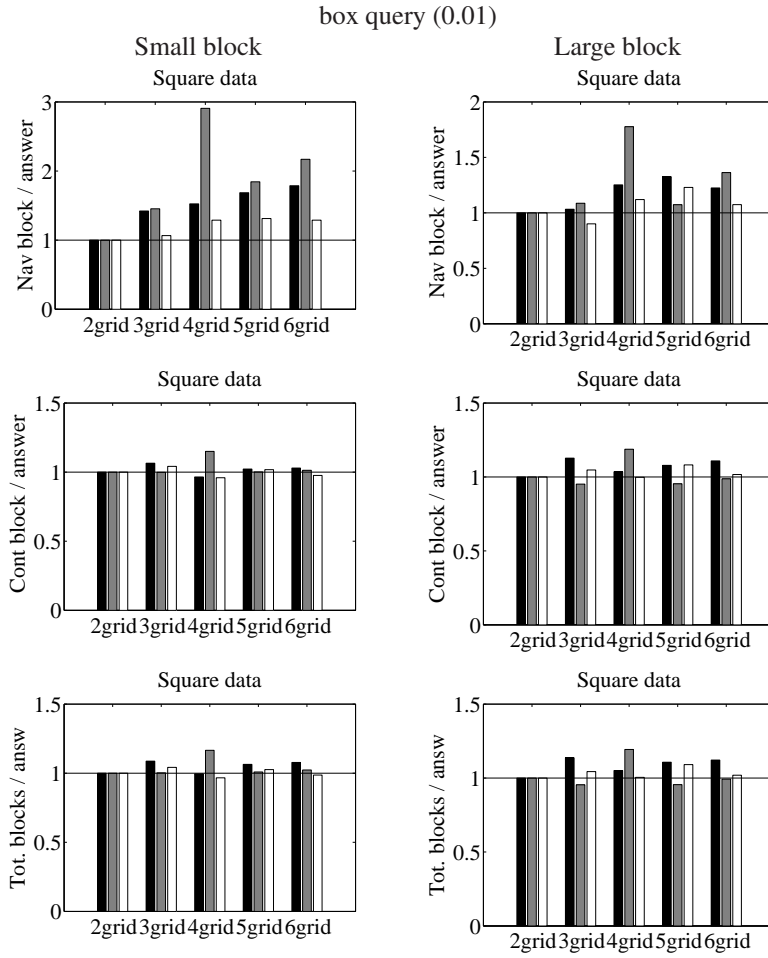 box query (0.01)
Small block
Large block
Square data
Square data
Nav block / answer
3
2
1
0
2grid 3grid 4grid 5grid 6grid
Nav block / answer
2
1.5
1
0.5
0
2grid 3grid 4grid 5grid 6grid
Square data
Square data
Cont block / answer
1.5
1
0.5
0
2grid 3grid 4grid 5grid 6grid
Cont block / answer
1.5
1
0.5
0
2grid 3grid 4grid 5grid 6grid
Square data
Square data
Tot. blocks / answ
1.5
1
0.5
0
2grid 3grid 4grid 5grid 6grid
Tot. blocks / answ
1.5
1
0.5
0
2grid 3grid 4grid 5grid 6grid